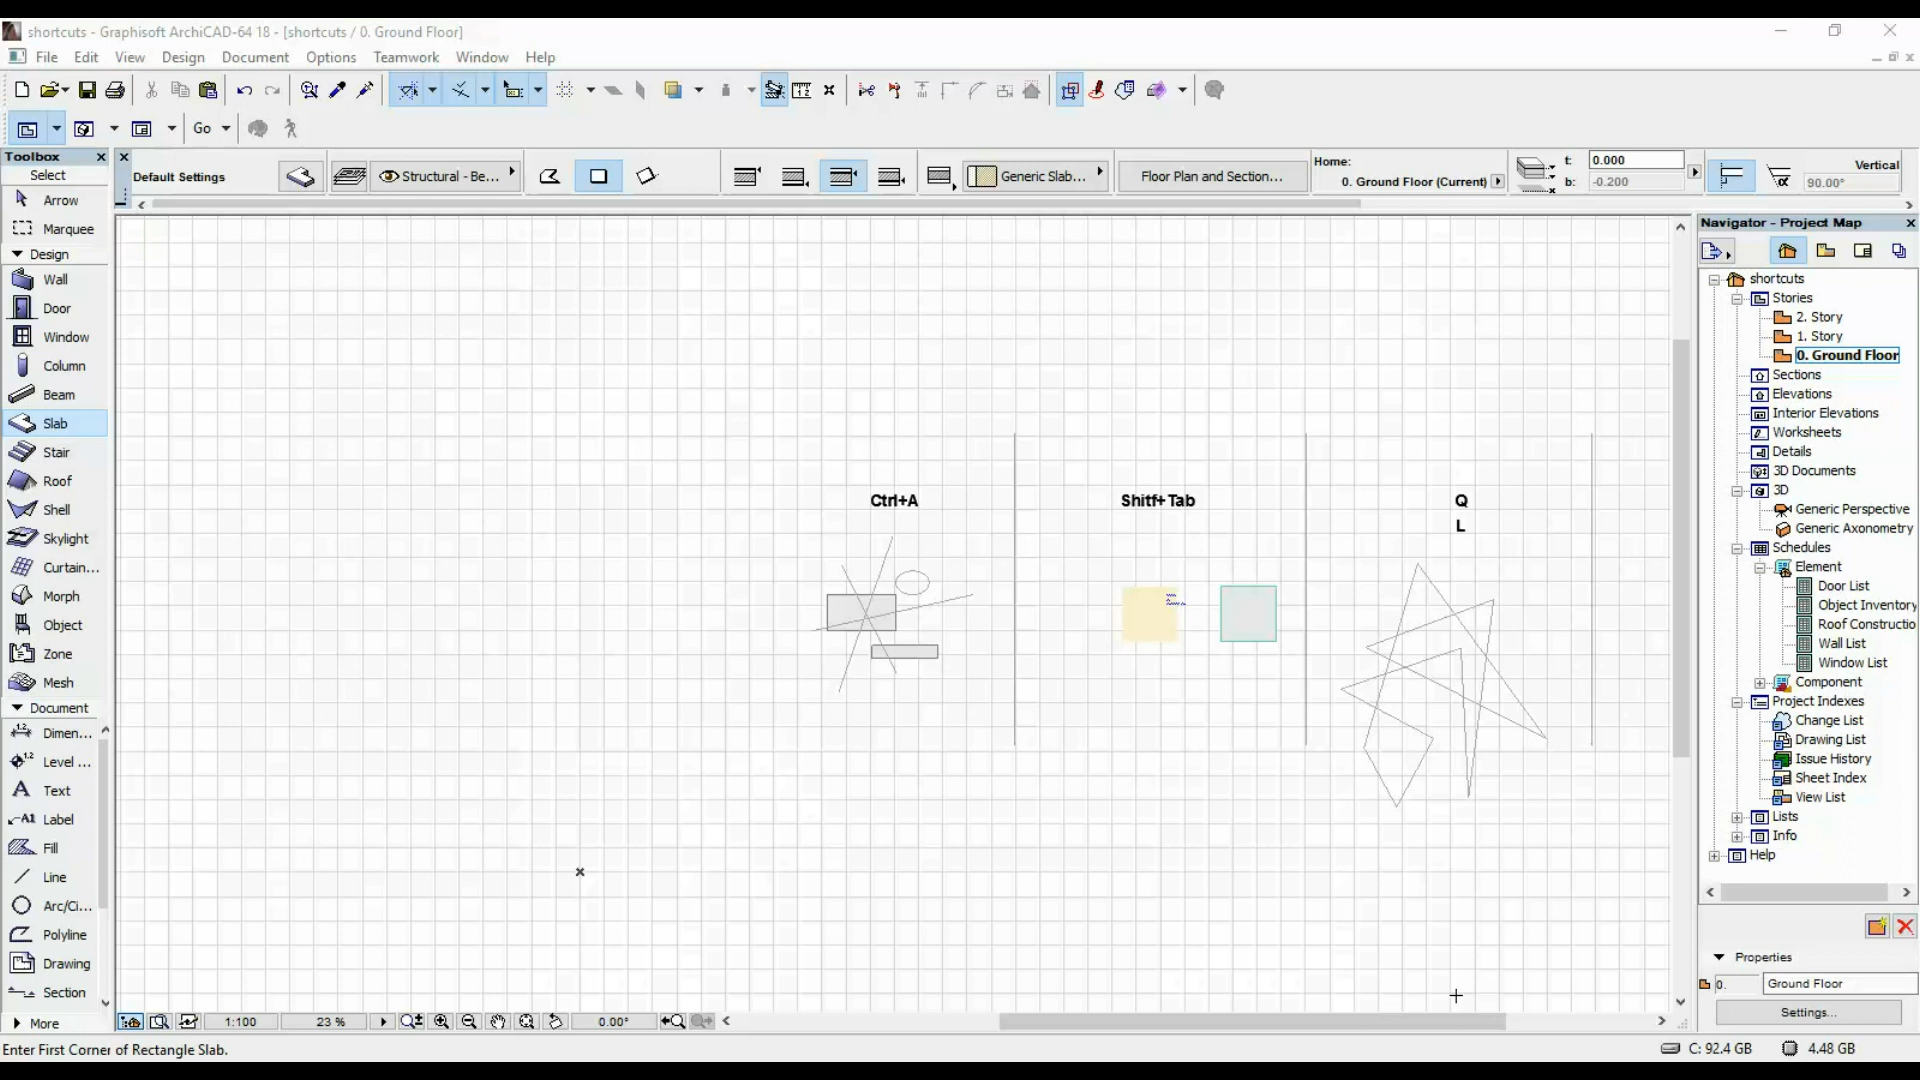 shortcuts - Graphisoft ArchiCAD-64 18 - [shortcuts / 0. Ground Floor]
File Edit View Design Document Options Teamwork Window Help
Go
Toolbox
Select
Arrow
Marquee
Design
Wall
Door
Window
Column
Beam
Slab
Stair
Roof
Shell
Skylight
Curtain...
Morph
Object
Zone
Mesh
Document
Dimen...
Level ...
Text
Label
Fill
Line
Arc/Ci...
Polyline
Drawing
Section
More
Default Settings
Structural - Be...
Generic Slab...
Floor Plan and Section...
Home:
0. Ground Floor (Current)
t: 0.000
b: -0.200
Vertical
90.00°
Ctrl+A
Shitf+Tab
Q
L
Navigator - Project Map
shortcuts
Stories
2. Story
1. Story
0. Ground Floor
Sections
Elevations
Interior Elevations
Worksheets
Details
3D Documents
3D
Generic Perspective
Generic Axonometry
Schedules
Element
Door List
Object Inventory
Roof Constructio
Wall List
Window List
Component
Project Indexes
Change List
Drawing List
Issue History
Sheet Index
View List
Lists
Info
Help
Properties
0. Ground Floor
Settings...
1:100 23 % 0.00°
Enter First Corner of Rectangle Slab.
C: 92.4 GB 4.48 GB